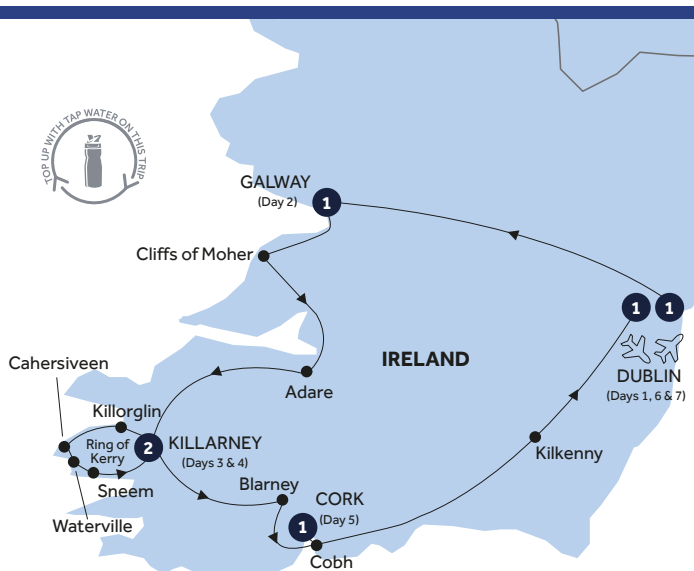 TOP UP WITH TAP WATER ON THIS TRIP
GALWAY
(Day 2)
1
Cliffs of Moher
1
1
DUBLIN
(Days 1, 6 & 7)
IRELAND
Adare
Cahersiveen
Killorglin
Ring of
Kerry
2
KILLARNEY
(Days 3 & 4)
Sneem
Waterville
Kilkenny
Blarney
CORK
(Day 5)
1
Cobh